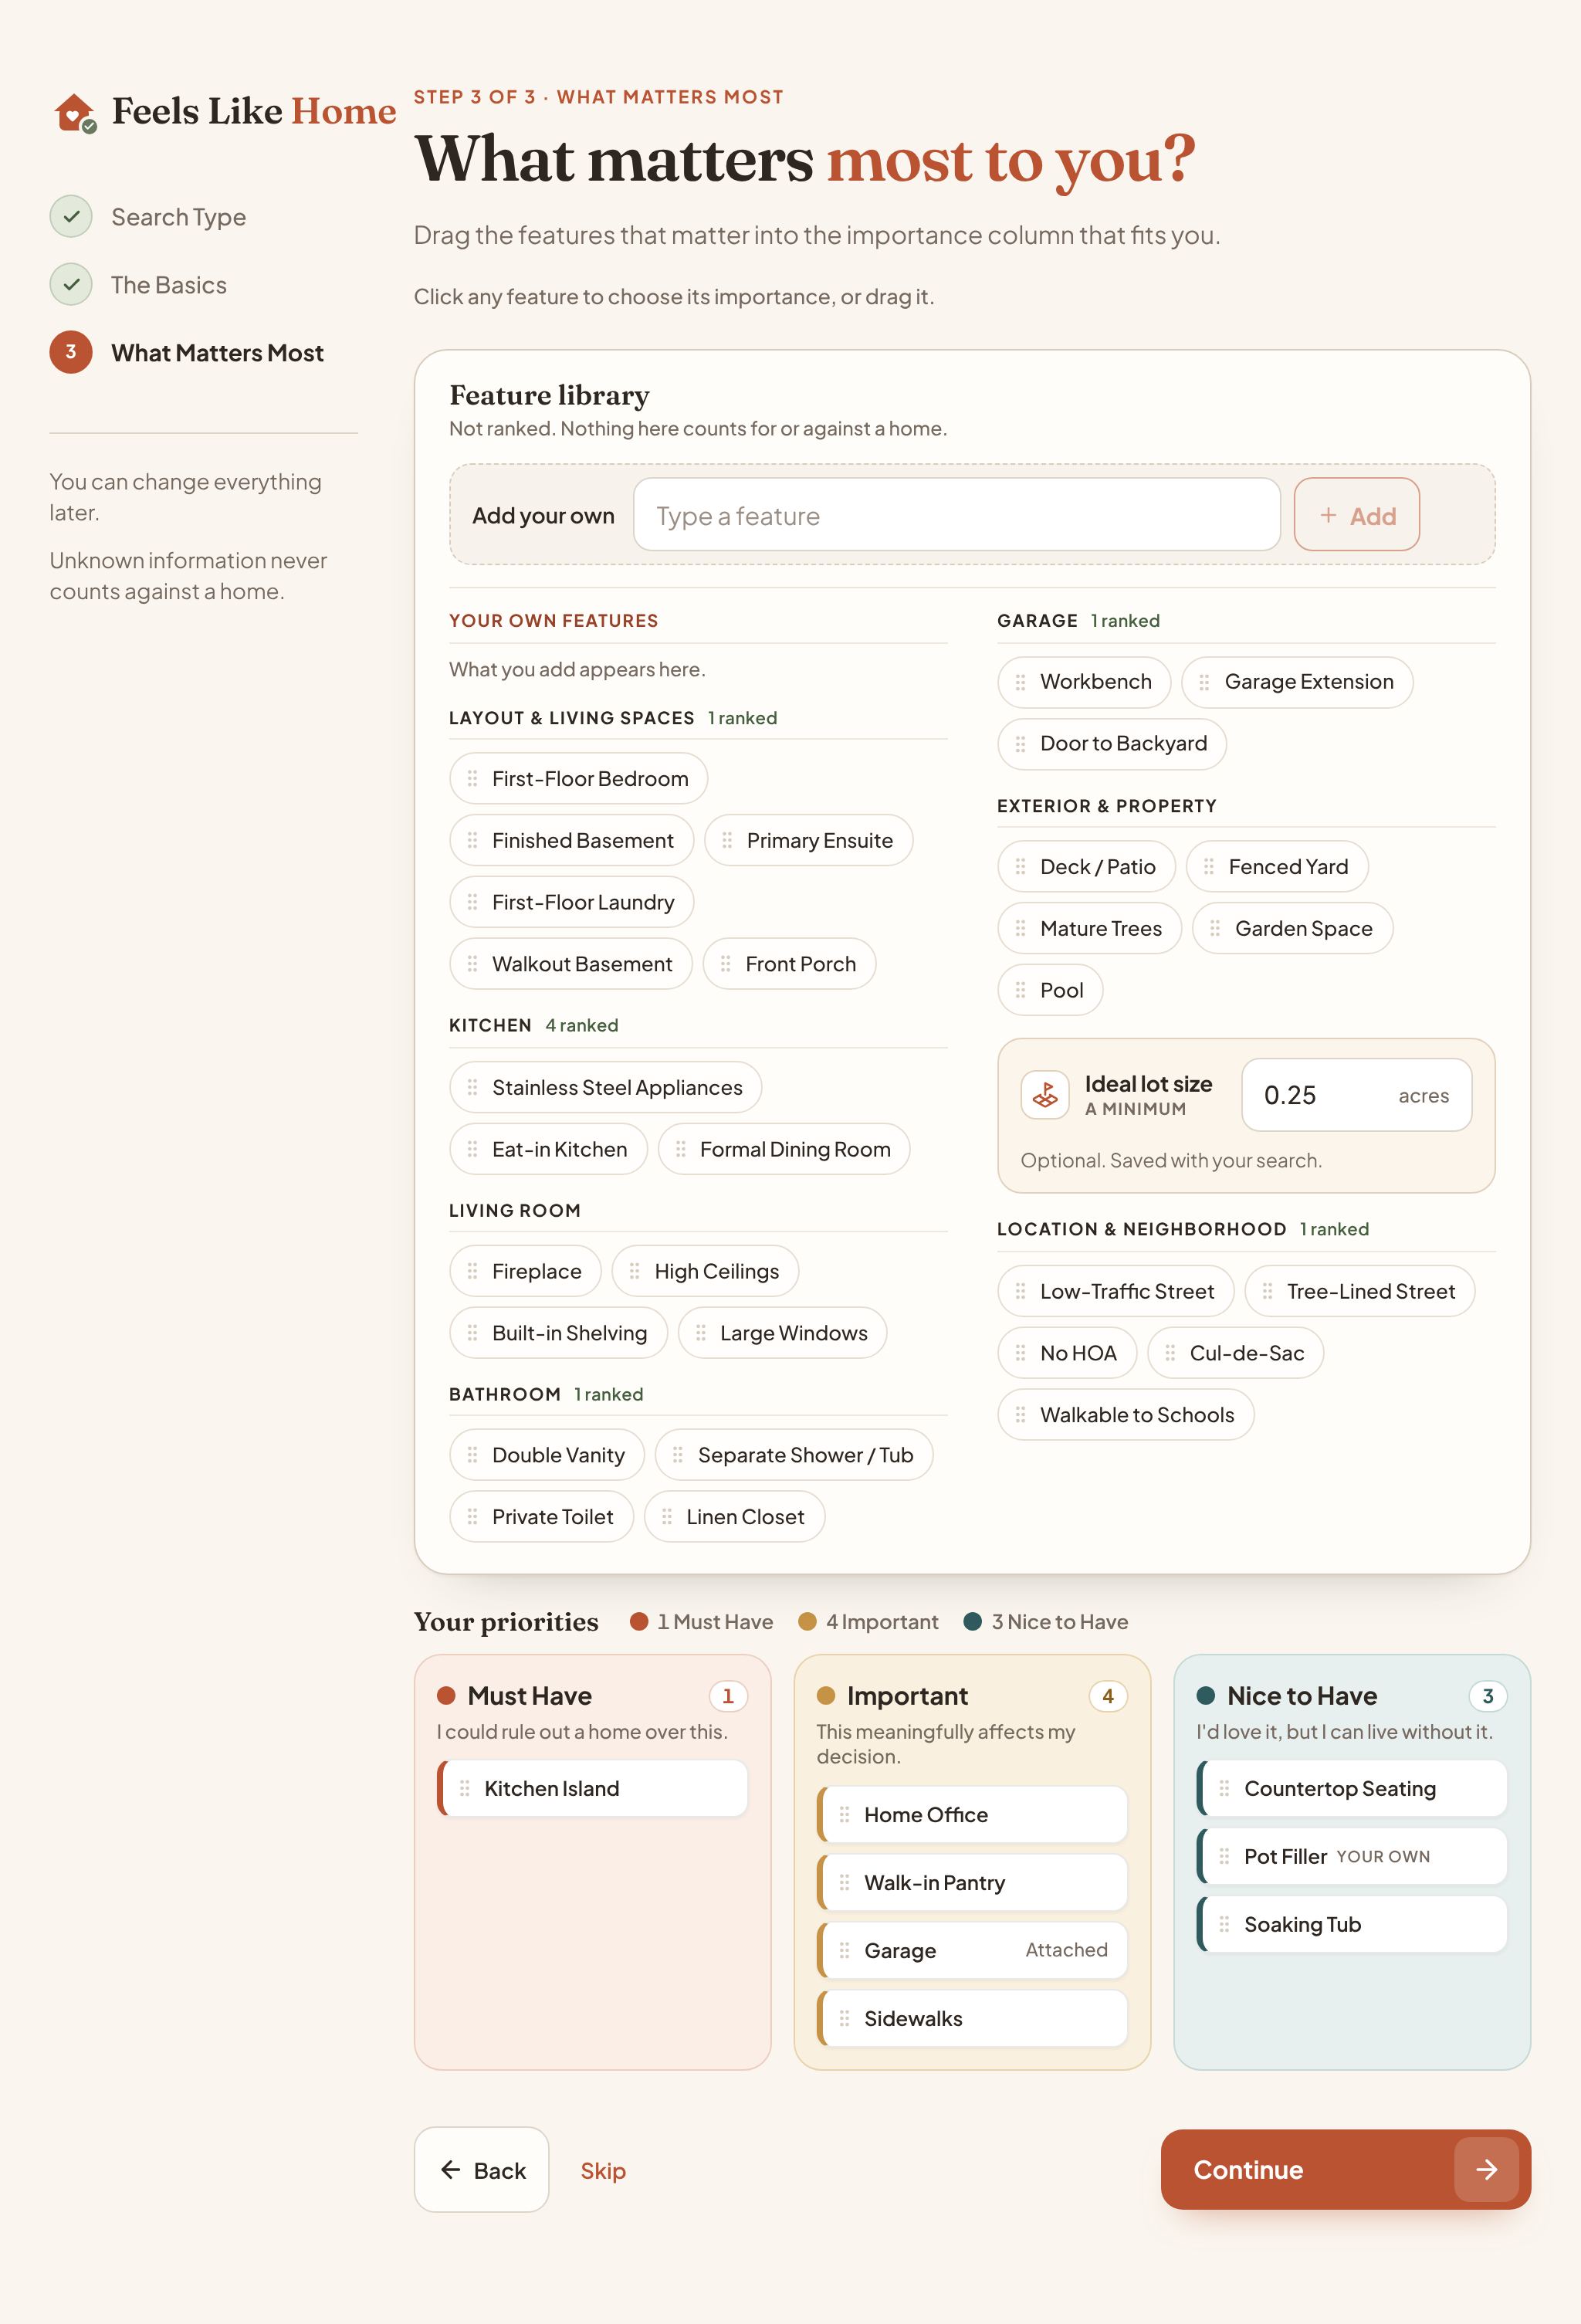 Feels Like Home
Search Type
The Basics
3 What Matters Most
You can change everything
later.
Unknown information never
counts against a home.
STEP 3 OF 3 · WHAT MATTERS MOST
What matters most to you?
Drag the features that matter into the importance column that fits you.
Click any feature to choose its importance, or drag it.
Feature library
Not ranked. Nothing here counts for or against a home.
Add your own Type a feature + Add
YOUR OWN FEATURES
What you add appears here.
LAYOUT & LIVING SPACES 1 ranked
First-Floor Bedroom
Finished Basement Primary Ensuite
First-Floor Laundry
Walkout Basement Front Porch
KITCHEN 4 ranked
Stainless Steel Appliances
Eat-in Kitchen Formal Dining Room
LIVING ROOM
Fireplace High Ceilings
Built-in Shelving Large Windows
BATHROOM 1 ranked
Double Vanity Separate Shower / Tub
Private Toilet Linen Closet
GARAGE 1 ranked
Workbench Garage Extension
Door to Backyard
EXTERIOR & PROPERTY
Deck / Patio Fenced Yard
Mature Trees Garden Space
Pool
Ideal lot size
A MINIMUM
0.25 acres
Optional. Saved with your search.
LOCATION & NEIGHBORHOOD 1 ranked
Low-Traffic Street Tree-Lined Street
No HOA Cul-de-Sac
Walkable to Schools
Your priorities 1 Must Have 4 Important 3 Nice to Have
Must Have 1
I could rule out a home over this.
Kitchen Island
Important 4
This meaningfully affects my
decision.
Home Office
Walk-in Pantry
Garage Attached
Sidewalks
Nice to Have 3
I'd love it, but I can live without it.
Countertop Seating
Pot Filler YOUR OWN
Soaking Tub
Back Skip Continue